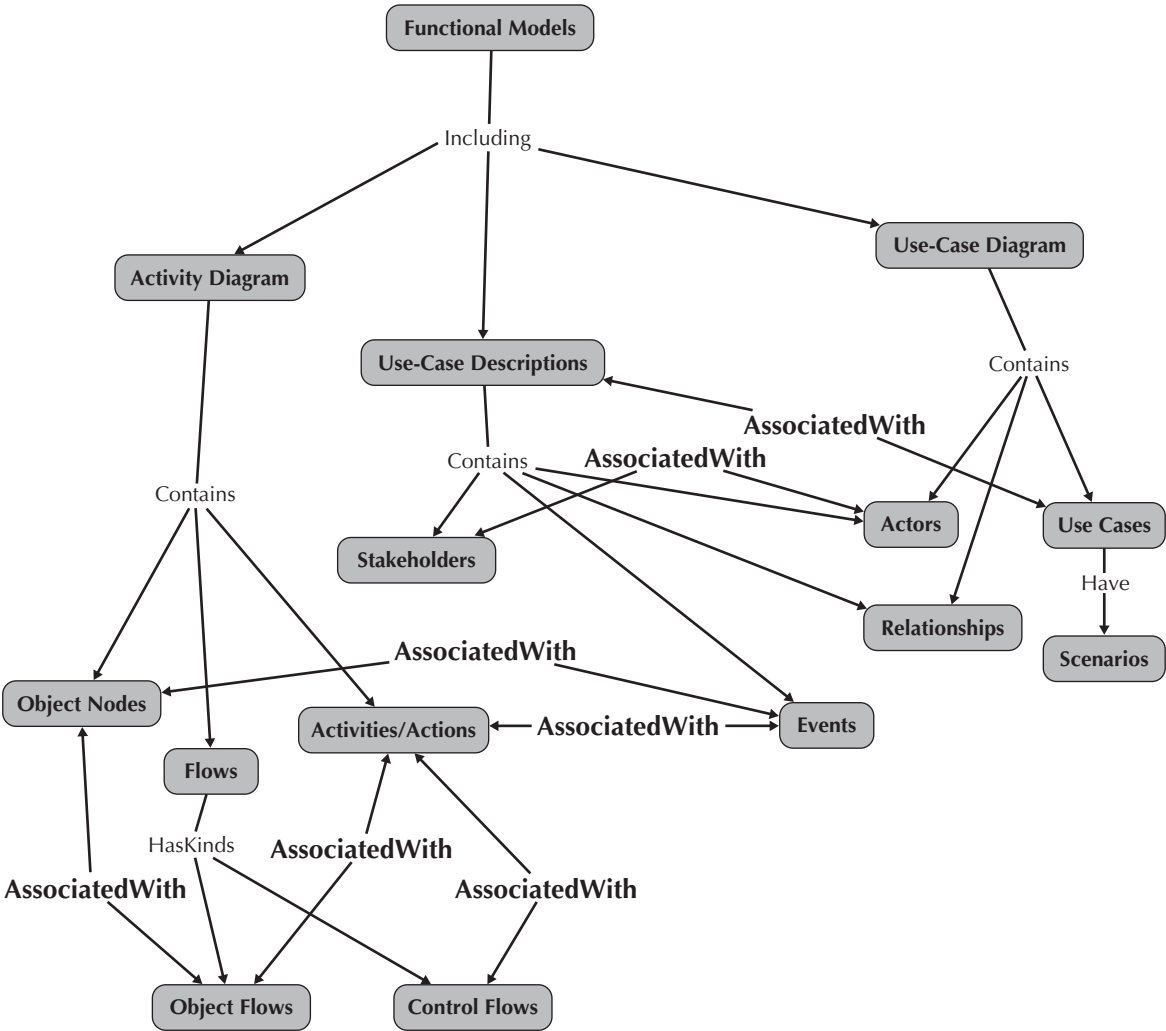 Functional Models
Including
Use-Case Diagram
Activity Diagram
Use-Case Descriptions
Contains
AssociatedWith
Contains
AssociatedWith
Contains
Actors
Use Cases
Stakeholders
Have
Relationships
AssociatedWith
Scenarios
Object Nodes
Activities/Actions
AssociatedWith
Events
Flows
HasKinds
AssociatedWith
AssociatedWith
AssociatedWith
Object Flows
Control Flows